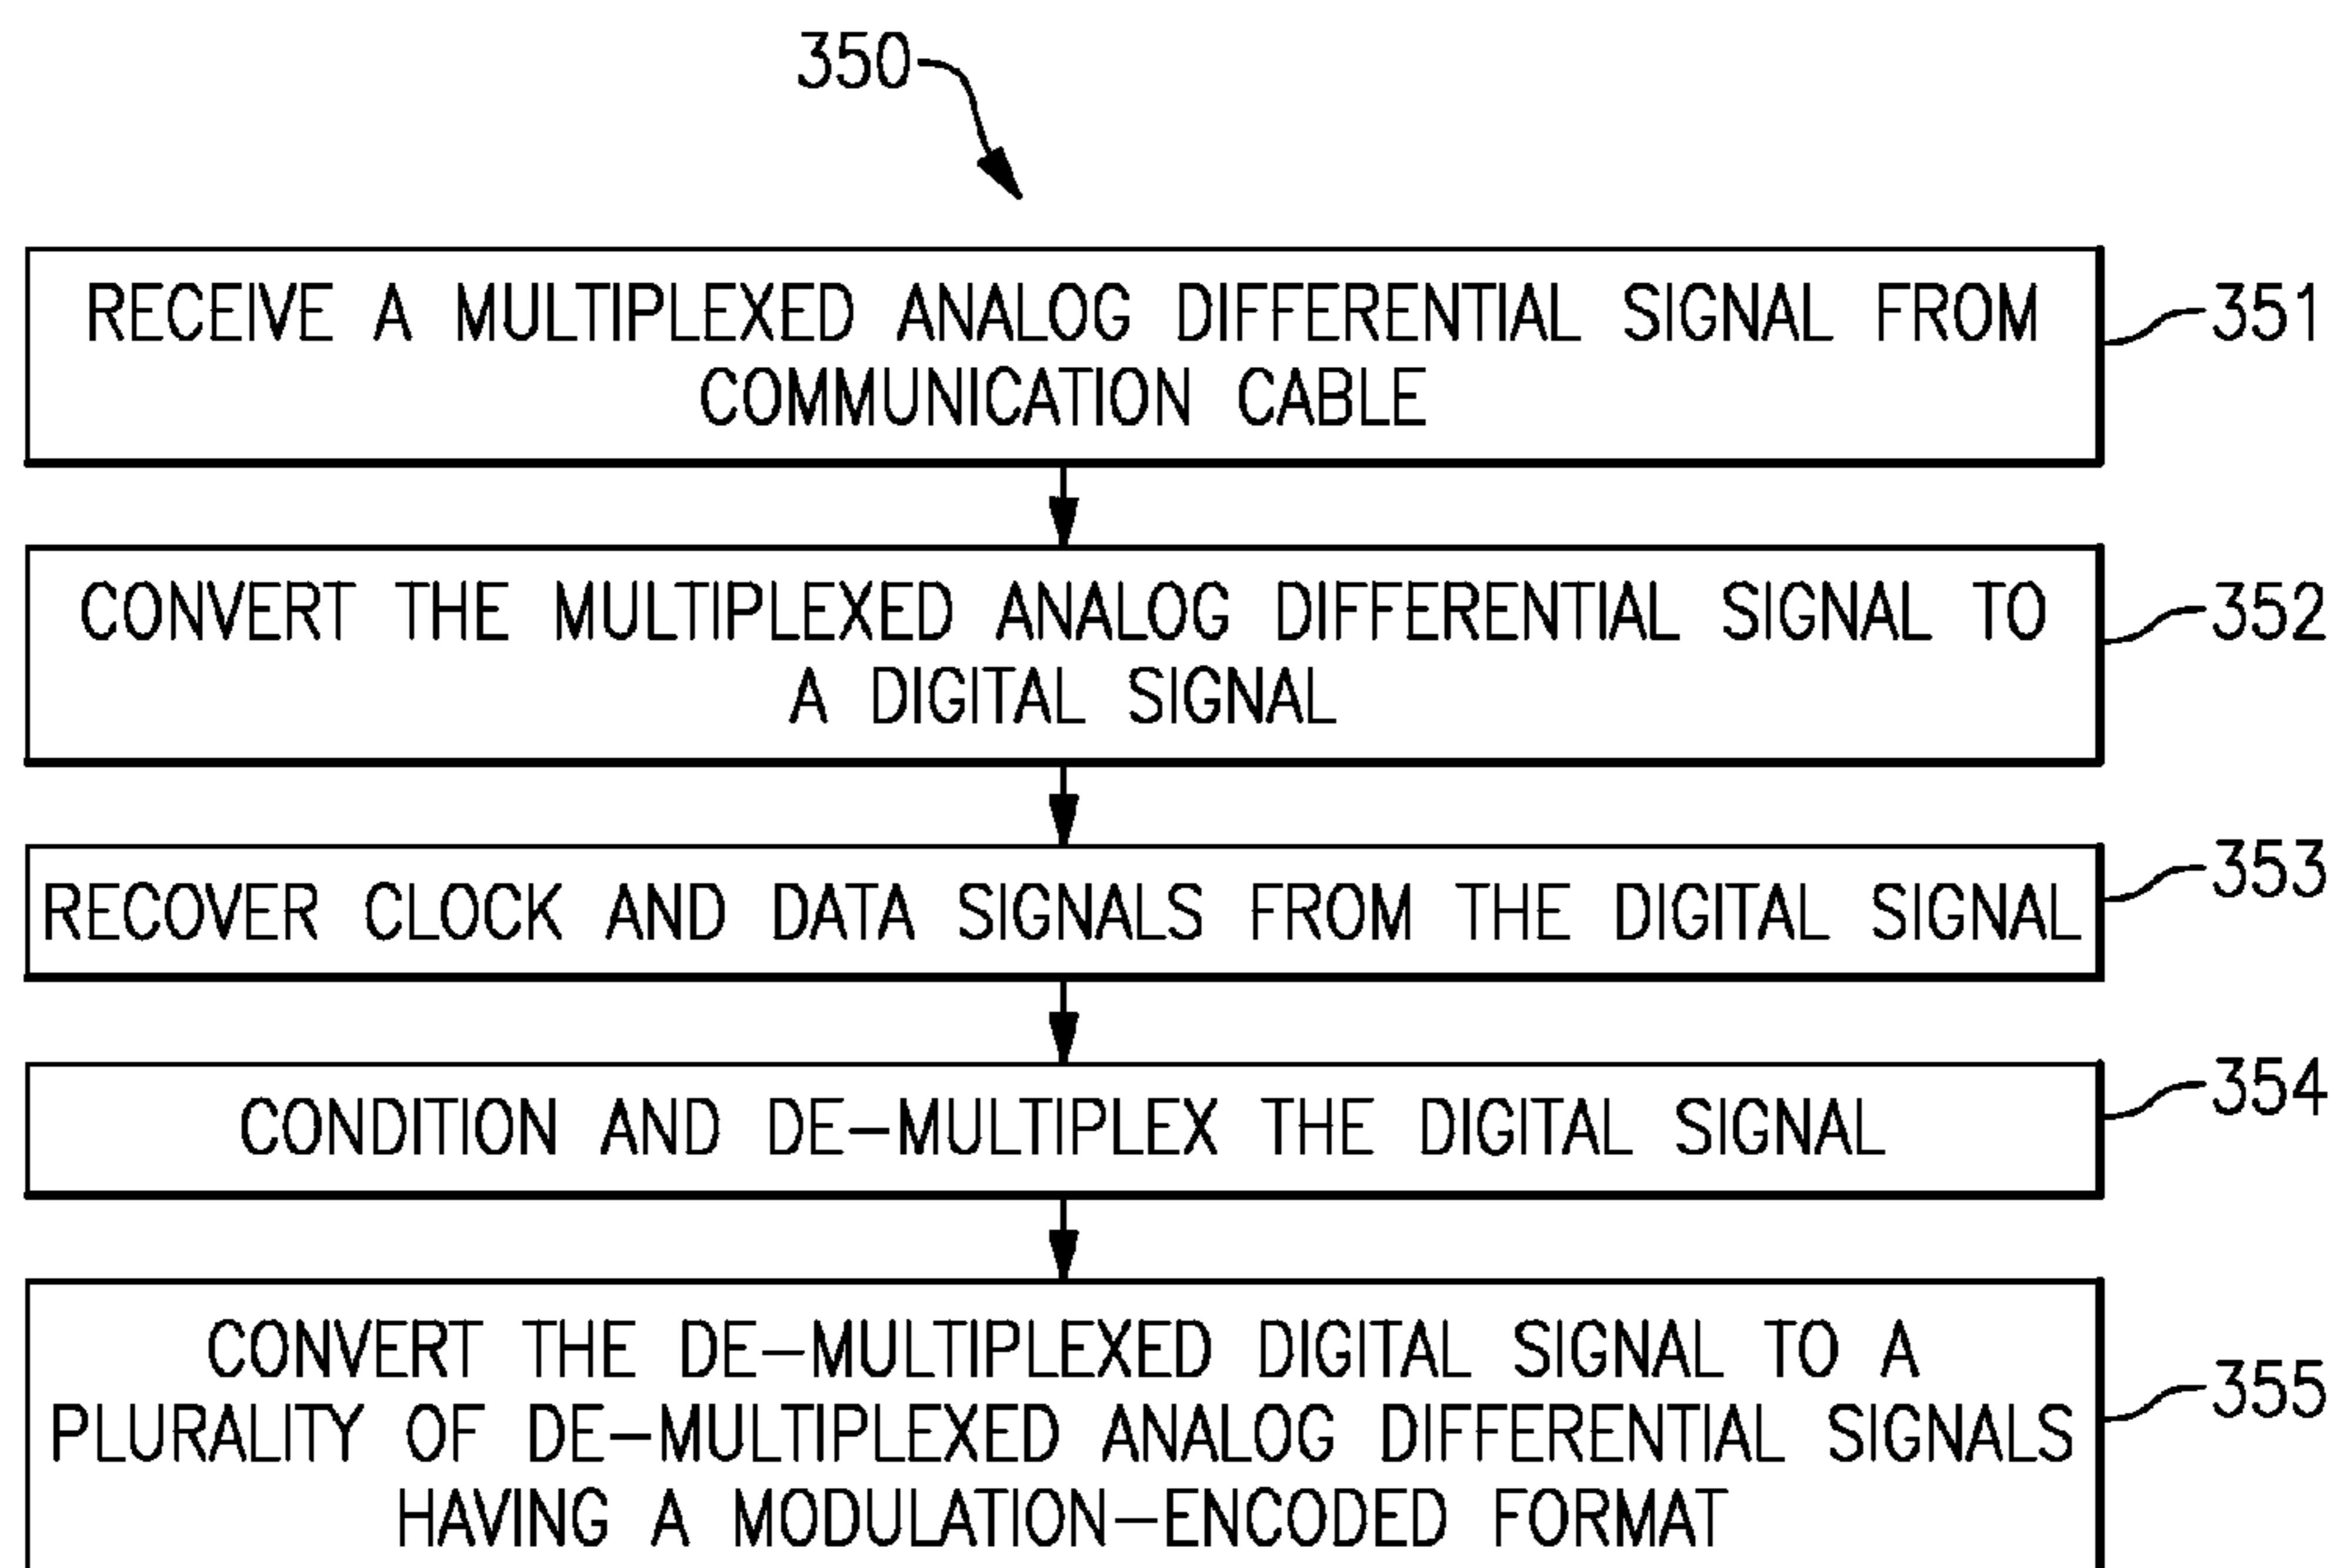 350
RECEIVE A MULTIPLEXED ANALOG DIFFERENTIAL SIGNAL FROM
COMMUNICATION CABLE
351
CONVERT THE MULTIPLEXED ANALOG DIFFERENTIAL SIGNAL TO
A DIGITAL SIGNAL
352
RECOVER CLOCK AND DATA SIGNALS FROM THE DIGITAL SIGNAL
353
CONDITION AND DE-MULTIPLEX THE DIGITAL SIGNAL
354
CONVERT THE DE-MULTIPLEXED DIGITAL SIGNAL TO A
PLURALITY OF DE-MULTIPLEXED ANALOG DIFFERENTIAL SIGNALS
HAVING A MODULATION-ENCODED FORMAT
355